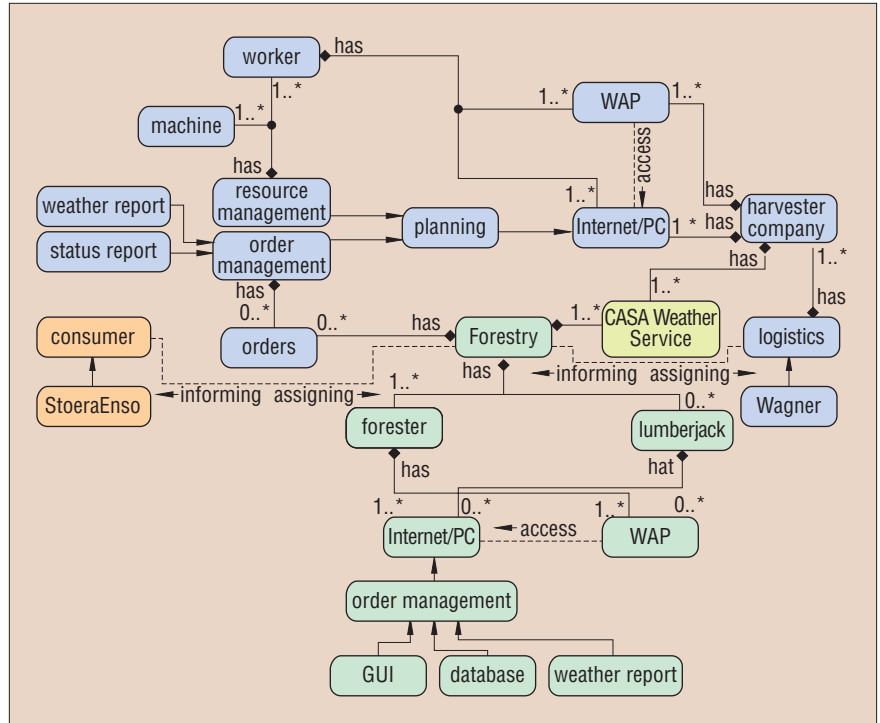 worker
has
1..*
machine
1..*
1..*
WAP
1..*
has
access
has
resource
management
1..*
weather report
planning
Internet/PC
1 *
has
harvester
company
status report
order
management
has
1..*
has
0..*
1..*
has
consumer
orders
0..*
has
Forestry
1..*
CASA Weather
Service
logistics
has
informing
assigning
StoeraEnso
informing
assigning
1..*
0..*
Wagner
forester
lumberjack
has
hat
1..*
0..*
1..*
0..*
Internet/PC
access
WAP
order management
GUI
database
weather report